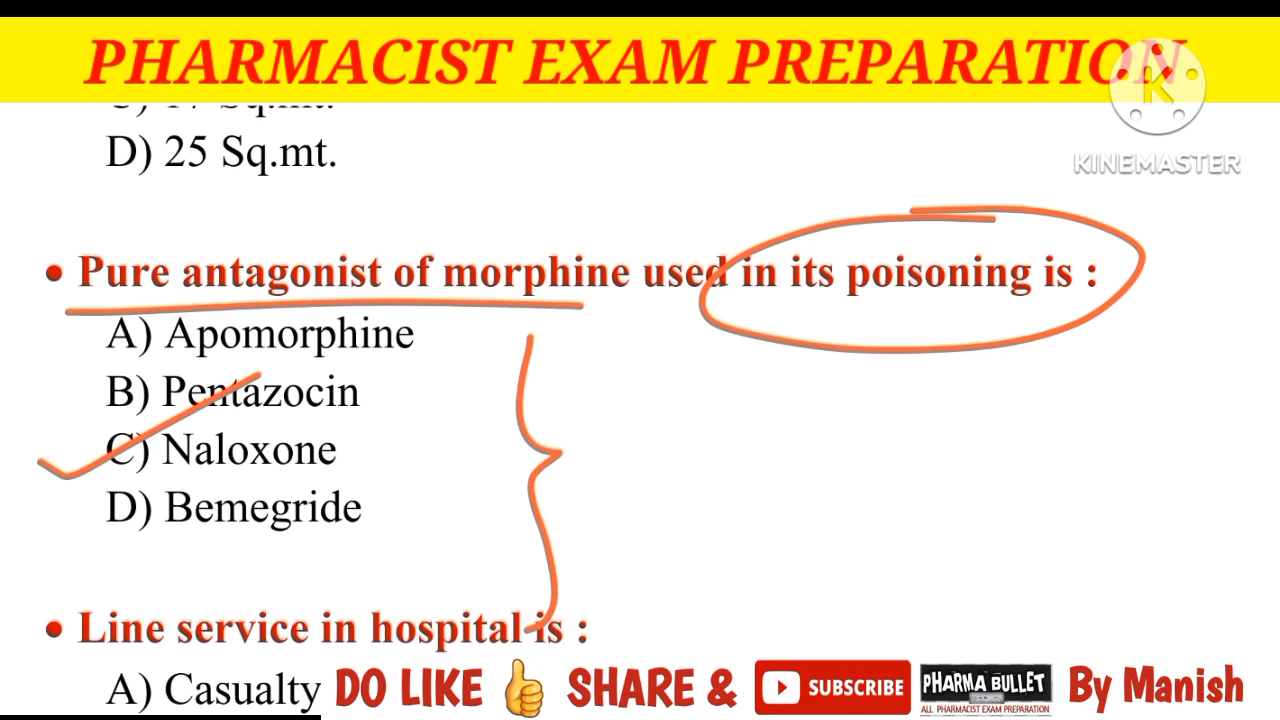 PHARMACIST EXAM PREPARATION
KINEMASTER
D) 25 Sq.mt.
• Pure antagonist of morphine used in its poisoning is :
A) Apomorphine
B) Pentazocin
C) Naloxone
D) Bemegride
• Line service in hospital is :
A) Casualty
DO LIKE 👍 SHARE & SUBSCRIBE PHARMA BULLET By Manish
ALL PHARMACIST EXAM PREPARATION